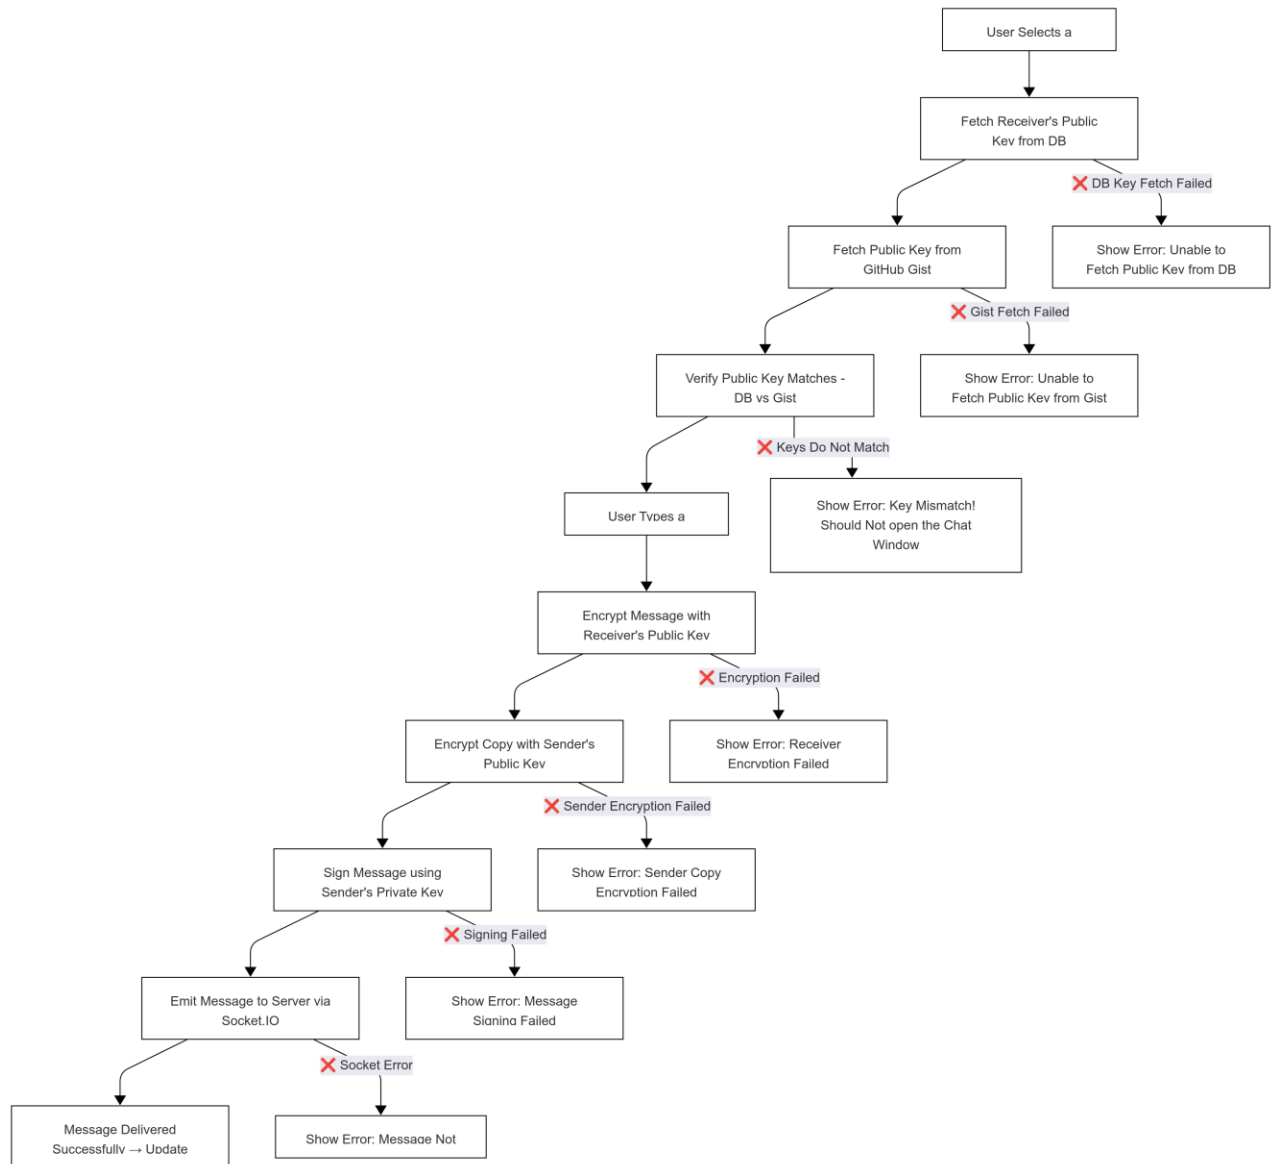 User Selects a
Fetch Receiver's Public
Key from DB
❌ DB Key Fetch Failed
Fetch Public Key from
GitHub Gist
Show Error: Unable to
Fetch Public Key from DB
❌ Gist Fetch Failed
Verify Public Key Matches -
DB vs Gist
Show Error: Unable to
Fetch Public Key from Gist
❌ Keys Do Not Match
User Types a
Show Error: Key Mismatch!
Should Not open the Chat
Window
Encrypt Message with
Receiver's Public Key
❌ Encryption Failed
Encrypt Copy with Sender's
Public Key
Show Error: Receiver
Encryption Failed
❌ Sender Encryption Failed
Sign Message using
Sender's Private Key
Show Error: Sender Copy
Encryption Failed
❌ Signing Failed
Emit Message to Server via
Socket.IO
Show Error: Message
Signing Failed
❌ Socket Error
Message Delivered
Successfully → Update
Show Error: Message Not